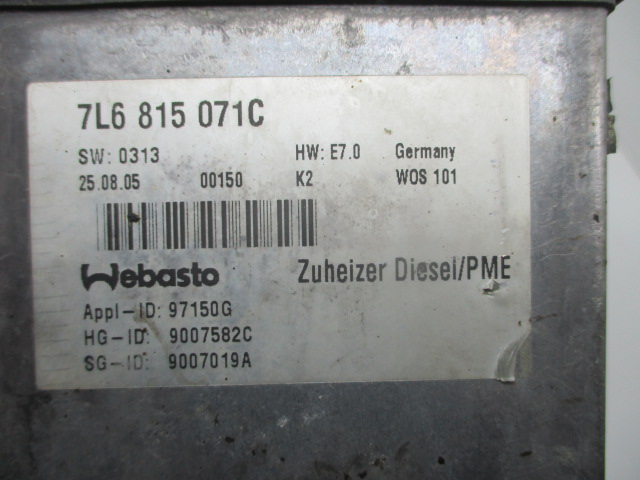 7L6 815 071C
SW: 0313 HW: E7.0 Germany
25.08.05 00150 K2 WOS 101
Webasto Zuheizer Diesel/PME
Appl-ID: 97150G
HG-ID: 9007582C
SG-ID: 9007019A